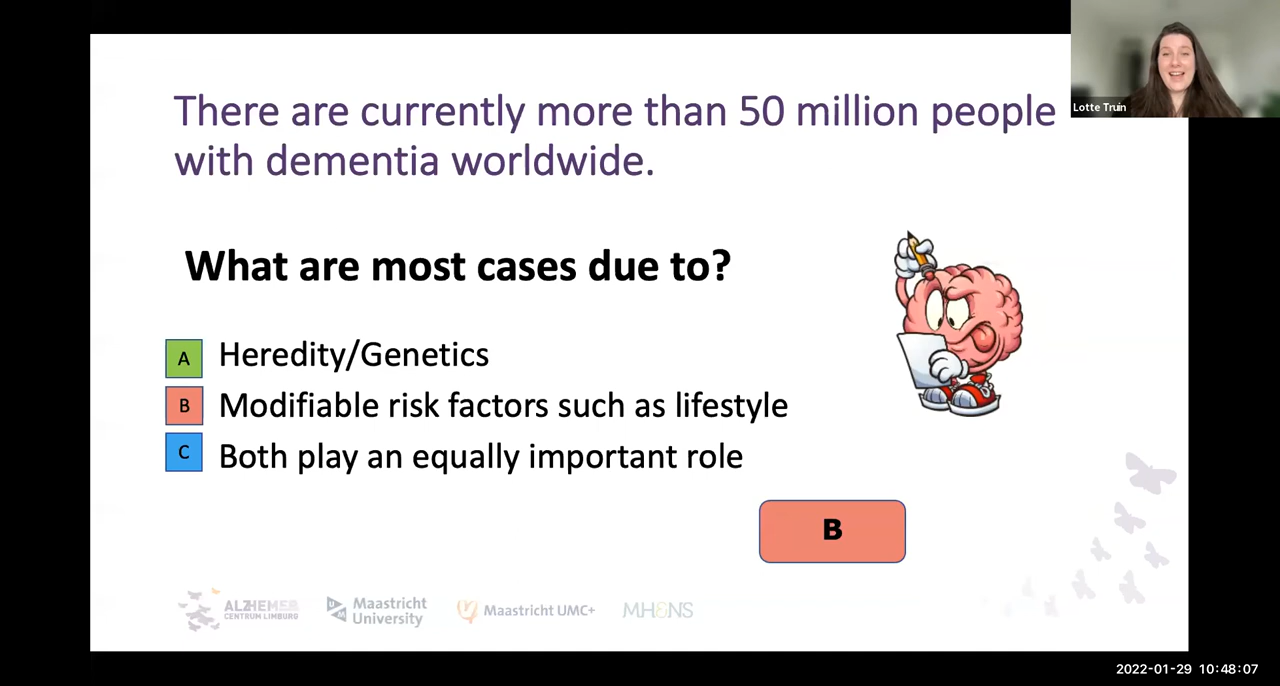 There are currently more than 50 million people
with dementia worldwide.
Lotte Truin
What are most cases due to?
A Heredity/Genetics
B Modifiable risk factors such as lifestyle
C Both play an equally important role
B
ALZHEIMER
CENTRUM LIMBURG
Maastricht
University
Maastricht UMC+
MHeNS
2022-01-29 10:48:07